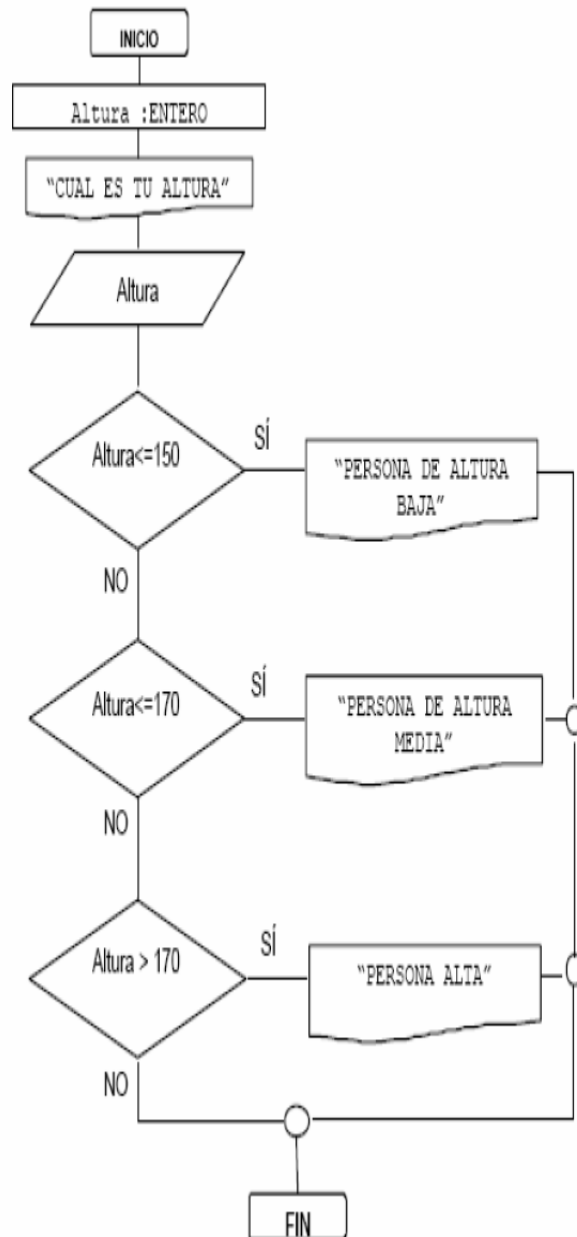 INICIO
Altura :ENTERO
“CUAL ES TU ALTURA”
Altura
Altura<=150
SÍ
“PERSONA DE ALTURA
BAJA”
NO
Altura<=170
SÍ
“PERSONA DE ALTURA
MEDIA”
NO
Altura > 170
SÍ
“PERSONA ALTA”
NO
FIN